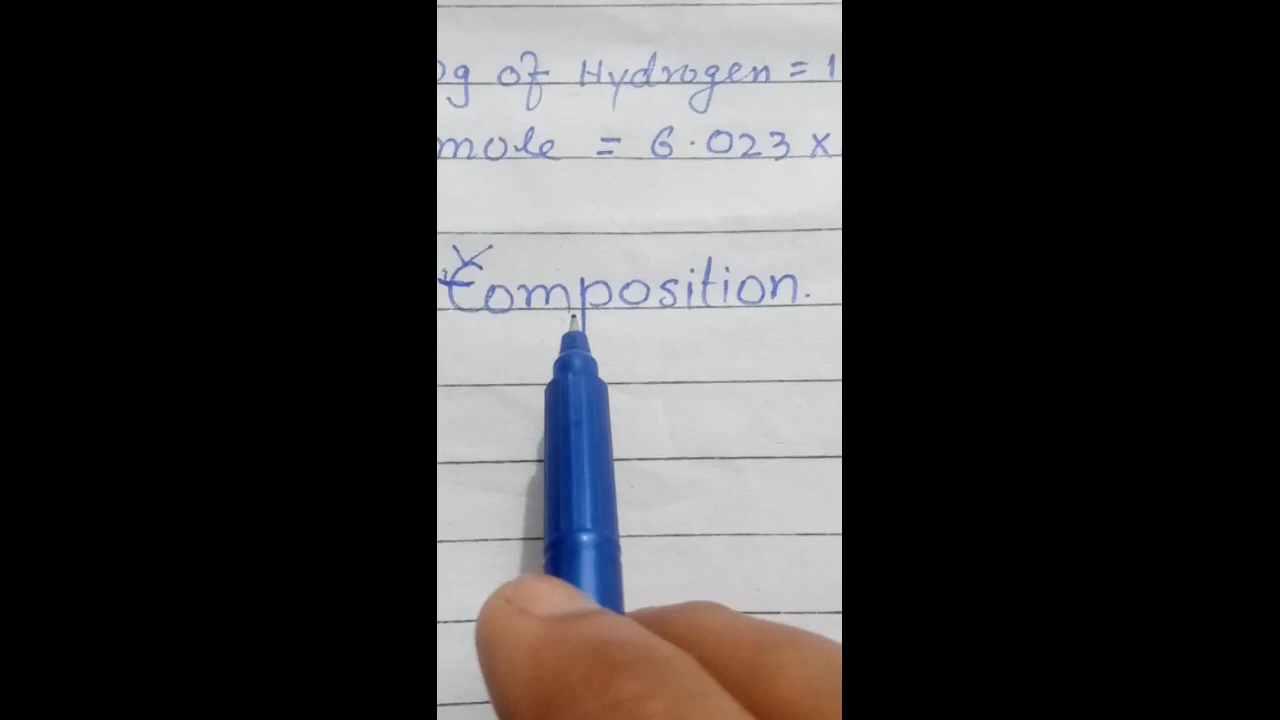 g of Hydrogen = 1
mole = 6.023 x
Composition.